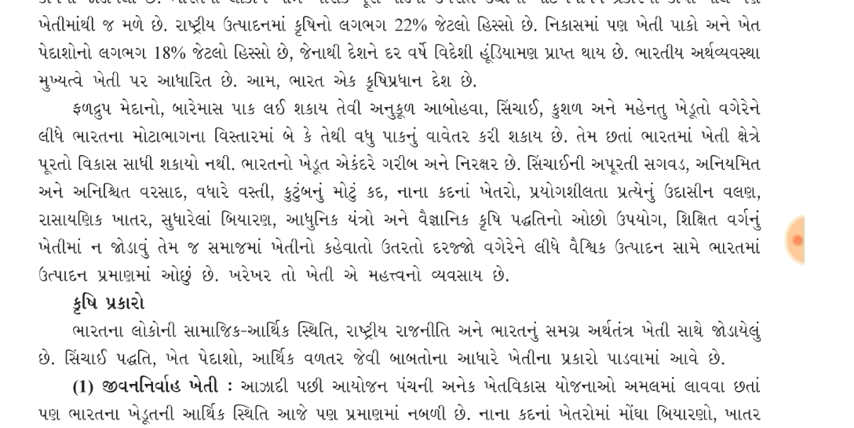 ખેતીમાંથી જ મળે છે. રાષ્ટ્રીય ઉત્પાદનમાં કૃષિનો લગભગ 22% જેટલો હિસ્સો છે. નિકાસમાં પણ ખેતી પાકો અને ખેત
પેદાશોનો લગભગ 18% જેટલો હિસ્સો છે, જેનાથી દેશને દર વર્ષે વિદેશી હૂંડિયામણ પ્રાપ્ત થાય છે. ભારતીય અર્થવ્યવસ્થા
મુખ્યત્વે ખેતી પર આધારિત છે. આમ, ભારત એક કૃષિપ્રધાન દેશ છે.
ફળદ્રુપ મેદાનો, બારેમાસ પાક લઈ શકાય તેવી અનુકૂળ આબોહવા, સિંચાઈ, કુશળ અને મહેનતુ ખેડૂતો વગેરેને
લીધે ભારતના મોટાભાગના વિસ્તારમાં બે કે તેથી વધુ પાકનું વાવેતર કરી શકાય છે. તેમ છતાં ભારતમાં ખેતી ક્ષેત્રે
પૂરતો વિકાસ સાધી શકાયો નથી. ભારતનો ખેડૂત એકંદરે ગરીબ અને નિરક્ષર છે. સિંચાઈની અપૂરતી સગવડ, અનિયમિત
અને અનિશ્ચિત વરસાદ, વધારે વસ્તી, કુટુંબનું મોટું કદ, નાના કદનાં ખેતરો, પ્રયોગશીલતા પ્રત્યેનું ઉદાસીન વલણ,
રાસાયણિક ખાતર, સુધારેલાં બિયારણ, આધુનિક યંત્રો અને વૈજ્ઞાનિક કૃષિ પદ્ધતિનો ઓછો ઉપયોગ, શિક્ષિત વર્ગનું
ખેતીમાં ન જોડાવું તેમ જ સમાજમાં ખેતીનો કહેવાતો ઉતરતો દરજ્જો વગેરેને લીધે વૈશ્વિક ઉત્પાદન સામે ભારતમાં
ઉત્પાદન પ્રમાણમાં ઓછું છે. ખરેખર તો ખેતી એ મહત્ત્વનો વ્યવસાય છે.
કૃષિ પ્રકારો
ભારતના લોકોની સામાજિક-આર્થિક સ્થિતિ, રાષ્ટ્રીય રાજનીતિ અને ભારતનું સમગ્ર અર્થતંત્ર ખેતી સાથે જોડાયેલું
છે. સિંચાઈ પદ્ધતિ, ખેત પેદાશો, આર્થિક વળતર જેવી બાબતોના આધારે ખેતીના પ્રકારો પાડવામાં આવે છે.
(1) જીવનનિર્વાહ ખેતી : આઝાદી પછી આયોજન પંચની અનેક ખેતવિકાસ યોજનાઓ અમલમાં લાવવા છતાં
પણ ભારતના ખેડૂતની આર્થિક સ્થિતિ આજે પણ પ્રમાણમાં નબળી છે. નાના કદનાં ખેતરોમાં મોંઘા બિયારણો, ખાતર